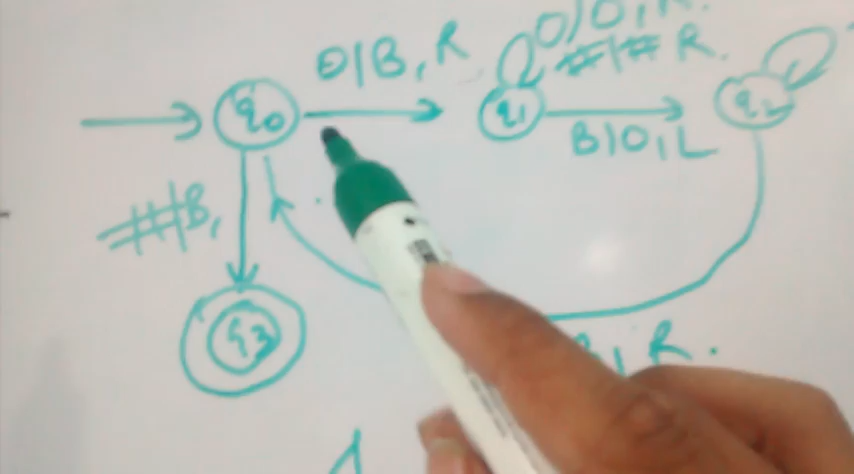 0|B, R
0|0, R.
#|# R.
q0
q1
q2
B|0, L
#|B,
q3
, R.